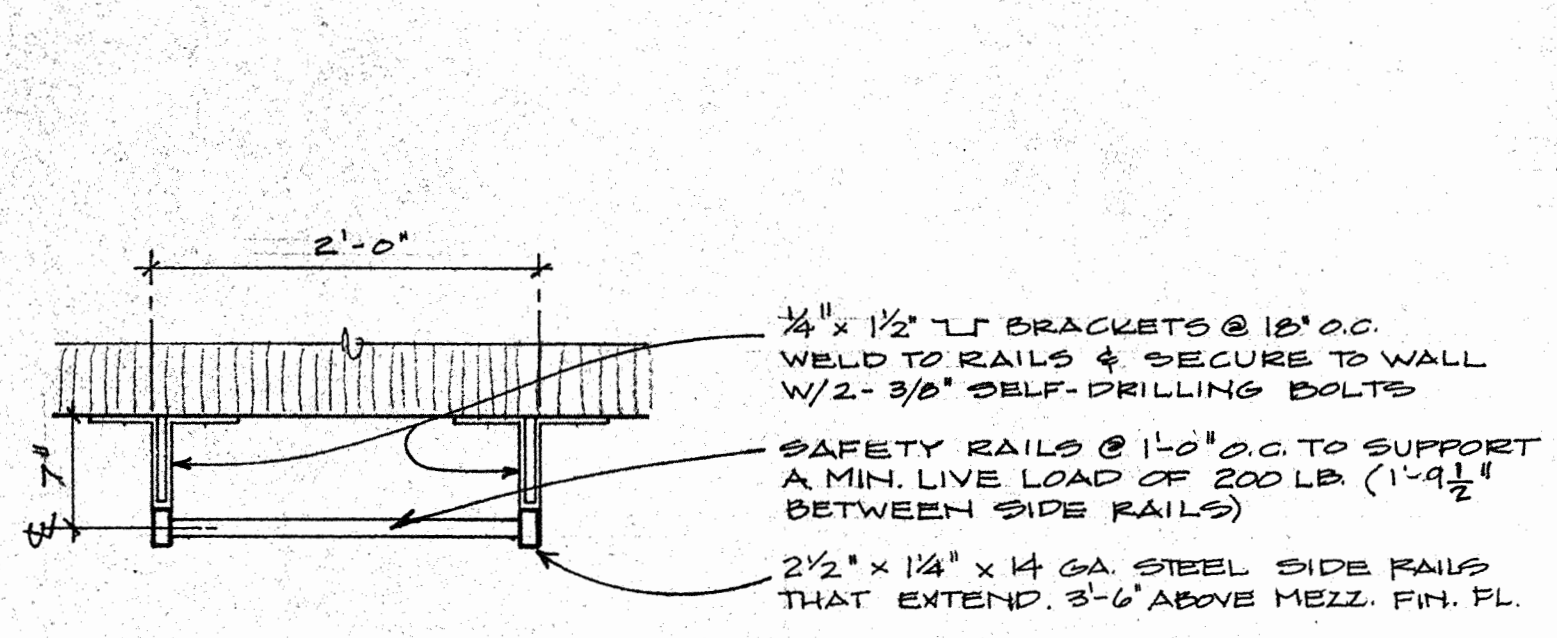 2'-0"
7"
℄
1/4" x 1 1/2" BRACKETS @ 18" O.C.
WELD TO RAILS & SECURE TO WALL
W/2- 3/8" SELF-DRILLING BOLTS
SAFETY RAILS @ 1'-0" O.C. TO SUPPORT
A MIN. LIVE LOAD OF 200 LB. (1'-9 1/2"
BETWEEN SIDE RAILS)
2 1/2" x 1 1/4" x 14 GA. STEEL SIDE RAILS
THAT EXTEND. 3'-6" ABOVE MEZZ. FIN. FL.